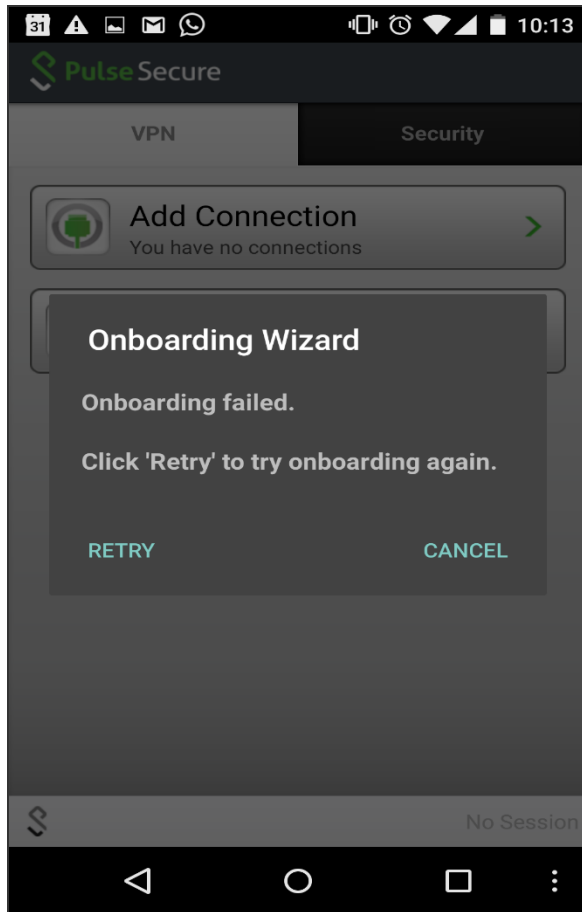 31
10:13
Pulse Secure
VPN
Security
Add Connection
You have no connections
Onboarding Wizard
Onboarding failed.
Click 'Retry' to try onboarding again.
RETRY
CANCEL
No Session